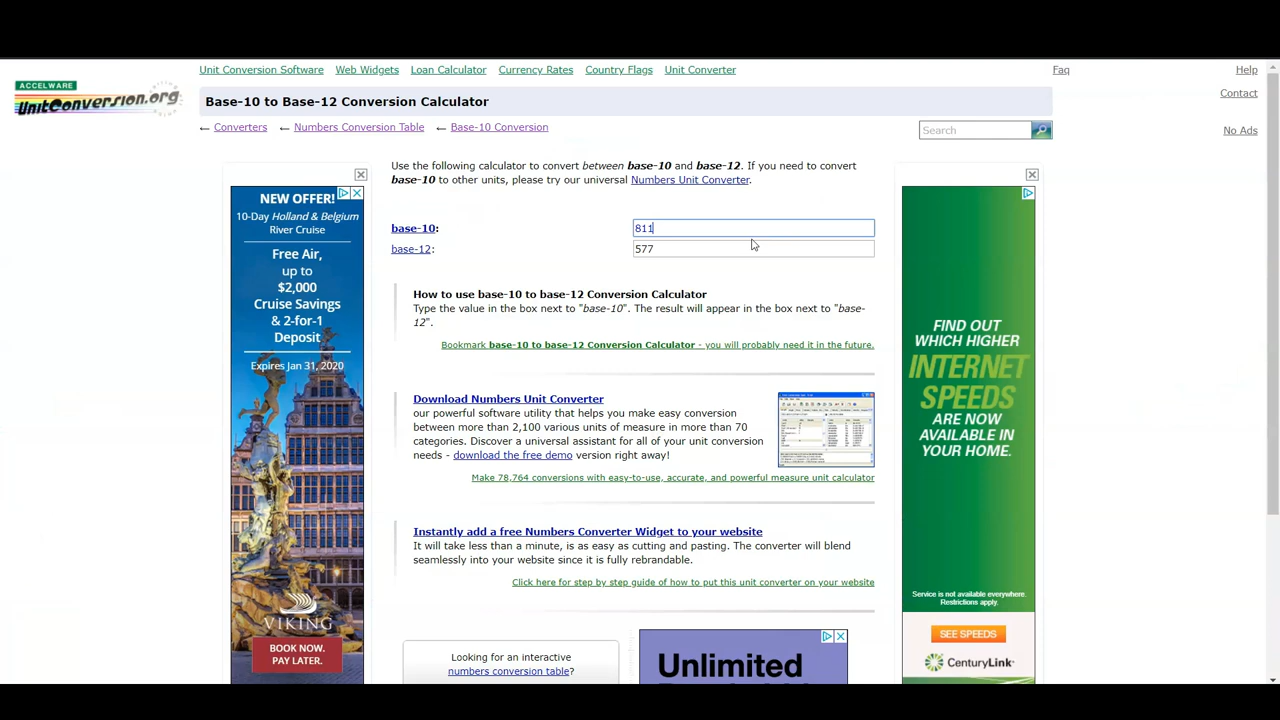 Unit Conversion Software Web Widgets Loan Calculator Currency Rates Country Flags Unit Converter Faq Help
ACCELWARE
UnitConversion.org
Base-10 to Base-12 Conversion Calculator
Contact
← Converters ← Numbers Conversion Table ← Base-10 Conversion
Search
No Ads
Use the following calculator to convert between base-10 and base-12. If you need to convert
base-10 to other units, please try our universal Numbers Unit Converter.
base-10: 811
base-12: 577
How to use base-10 to base-12 Conversion Calculator
Type the value in the box next to "base-10". The result will appear in the box next to "base-
12".
Bookmark base-10 to base-12 Conversion Calculator - you will probably need it in the future.
Download Numbers Unit Converter
our powerful software utility that helps you make easy conversion
between more than 2,100 various units of measure in more than 70
categories. Discover a universal assistant for all of your unit conversion
needs - download the free demo version right away!
Make 78,764 conversions with easy-to-use, accurate, and powerful measure unit calculator
Instantly add a free Numbers Converter Widget to your website
It will take less than a minute, is as easy as cutting and pasting. The converter will blend
seamlessly into your website since it is fully rebrandable.
Click here for step by step guide of how to put this unit converter on your website
Looking for an interactive
numbers conversion table?
Unlimited
NEW OFFER!
10-Day Holland & Belgium
River Cruise
Free Air,
up to
$2,000
Cruise Savings
& 2-for-1
Deposit
Expires Jan 31, 2020
VIKING
BOOK NOW.
PAY LATER.
FIND OUT
WHICH HIGHER
INTERNET
SPEEDS
ARE NOW
AVAILABLE IN
YOUR HOME.
Service is not available everywhere.
Restrictions apply.
SEE SPEEDS
CenturyLink